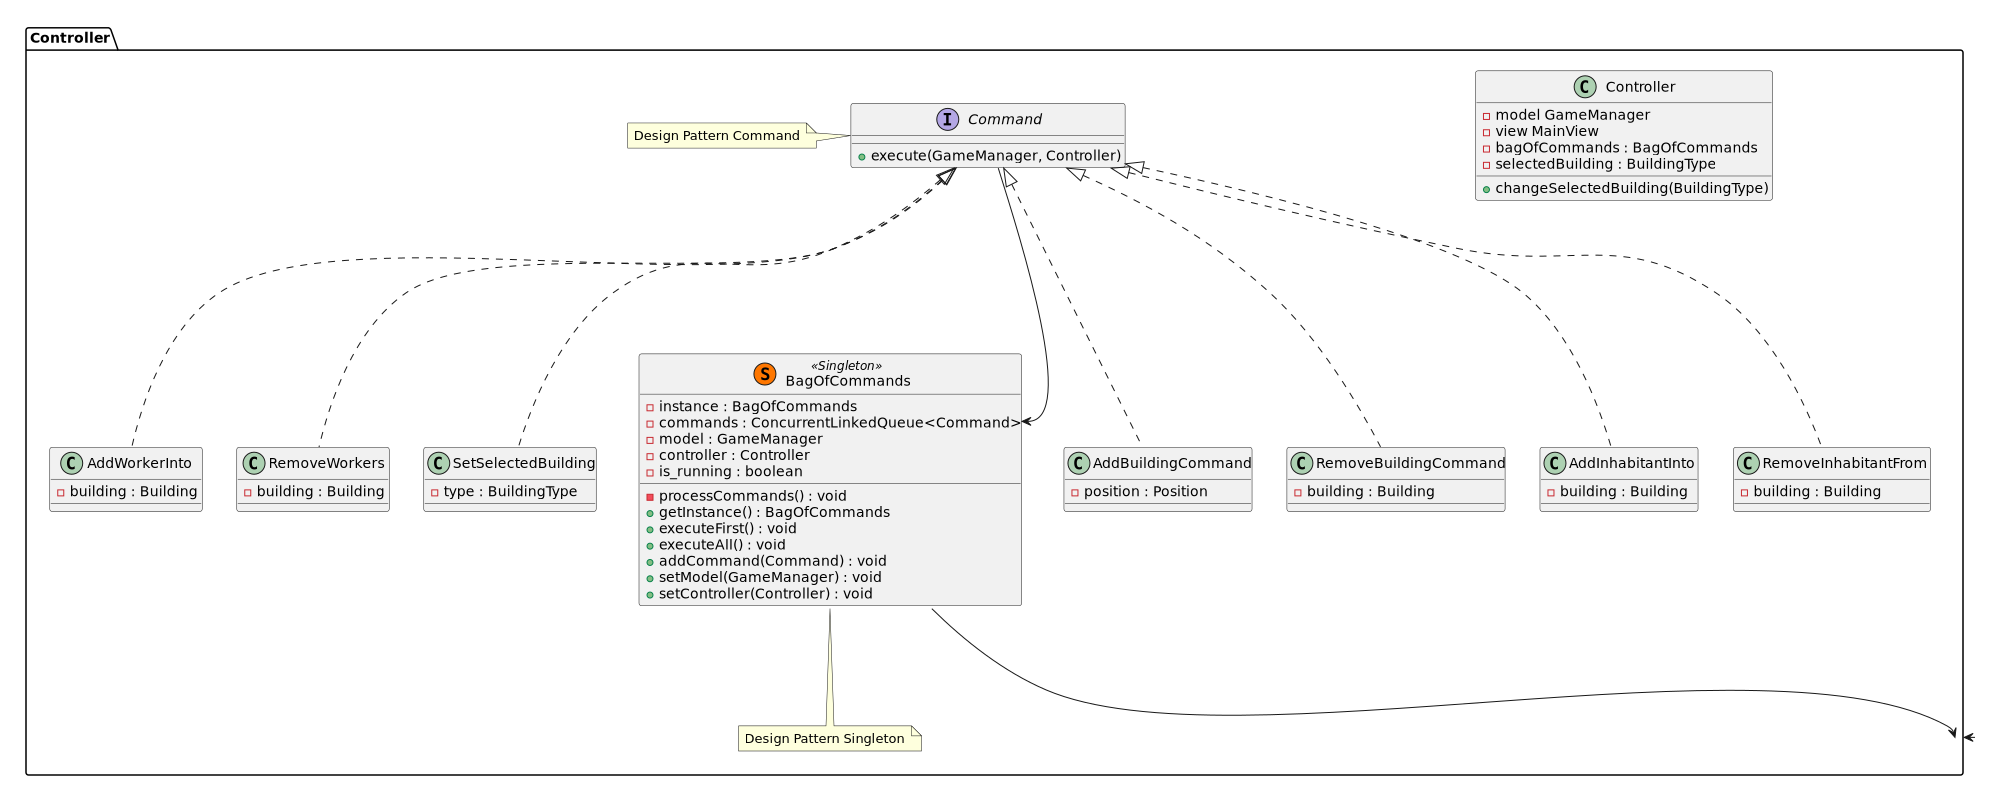 Controller
C Controller
model GameManager
view MainView
bagOfCommands : BagOfCommands
selectedBuilding : BuildingType
changeSelectedBuilding(BuildingType)
Design Pattern Command
I Command
execute(GameManager, Controller)
C AddWorkerInto
building : Building
C RemoveWorkers
building : Building
C SetSelectedBuilding
type : BuildingType
S «Singleton»
BagOfCommands
instance : BagOfCommands
commands : ConcurrentLinkedQueue<Command>
model : GameManager
controller : Controller
is_running : boolean
processCommands() : void
getInstance() : BagOfCommands
executeFirst() : void
executeAll() : void
addCommand(Command) : void
setModel(GameManager) : void
setController(Controller) : void
C AddBuildingCommand
position : Position
C RemoveBuildingCommand
building : Building
C AddInhabitantInto
building : Building
C RemoveInhabitantFrom
building : Building
Design Pattern Singleton